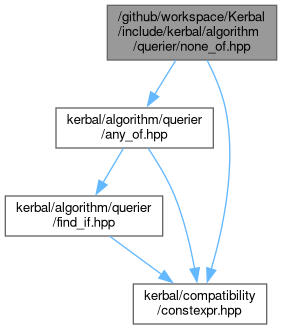 /github/workspace/Kerbal
/include/kerbal/algorithm
/querier/none_of.hpp
kerbal/algorithm/querier
/any_of.hpp
kerbal/algorithm/querier
/find_if.hpp
kerbal/compatibility
/constexpr.hpp